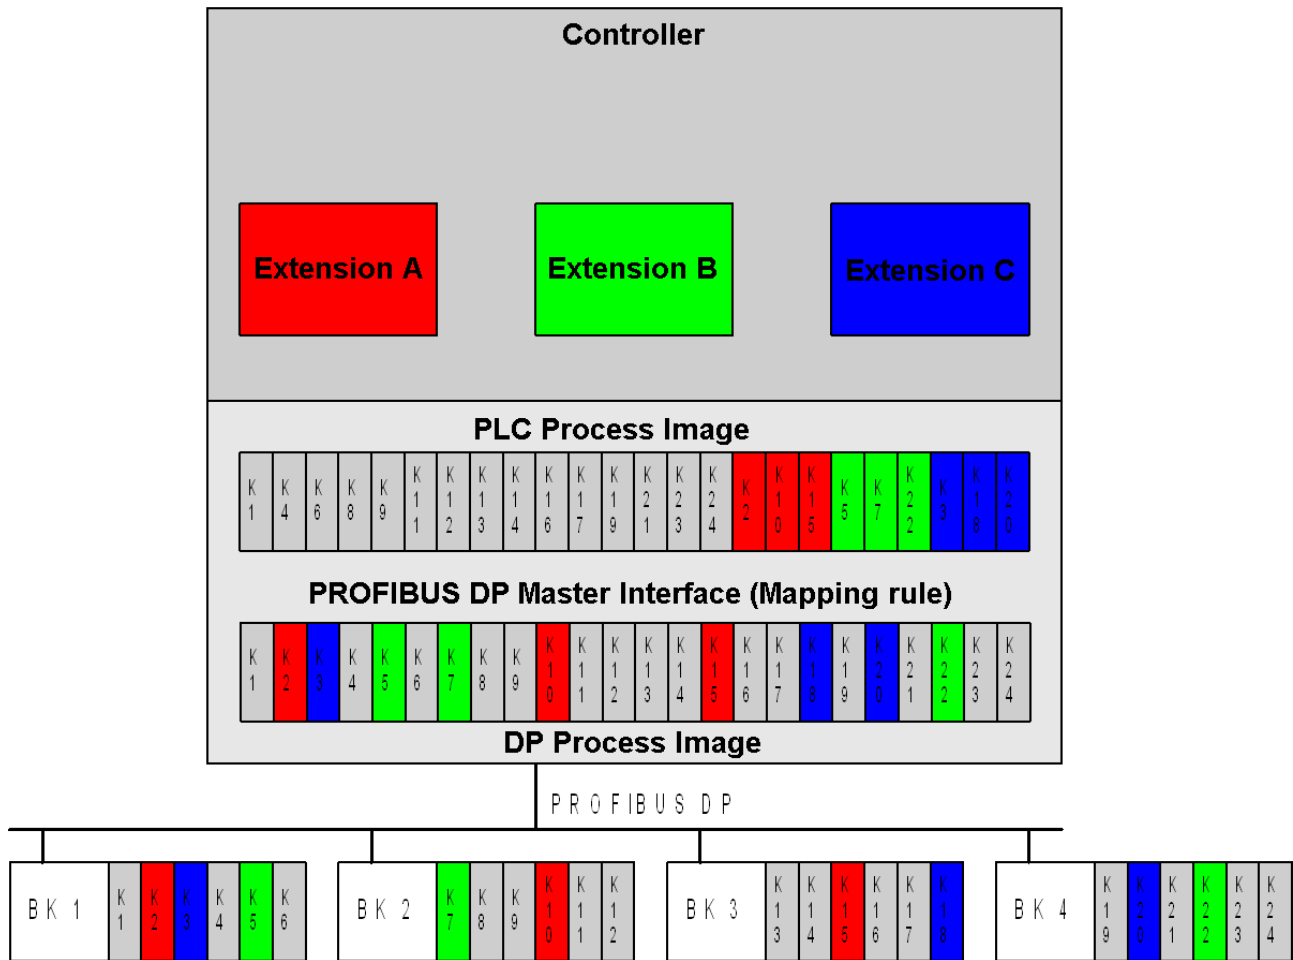 Controller
Extension A Extension B Extension C
PLC Process Image
K1 K4 K6 K8 K9 K11 K12 K13 K14 K16 K17 K19 K21 K23 K24 K2 K10 K15 K5 K7 K22 K3 K18 K20
PROFIBUS DP Master Interface (Mapping rule)
K1 K2 K3 K4 K5 K6 K7 K8 K9 K10 K11 K12 K13 K14 K15 K16 K17 K18 K19 K20 K21 K22 K23 K24
DP Process Image
PROFIBUS DP
BK 1 K1 K2 K3 K4 K5 K6 BK 2 K7 K8 K9 K10 K11 K12 BK 3 K13 K14 K15 K16 K17 K18 BK 4 K19 K20 K21 K22 K23 K24